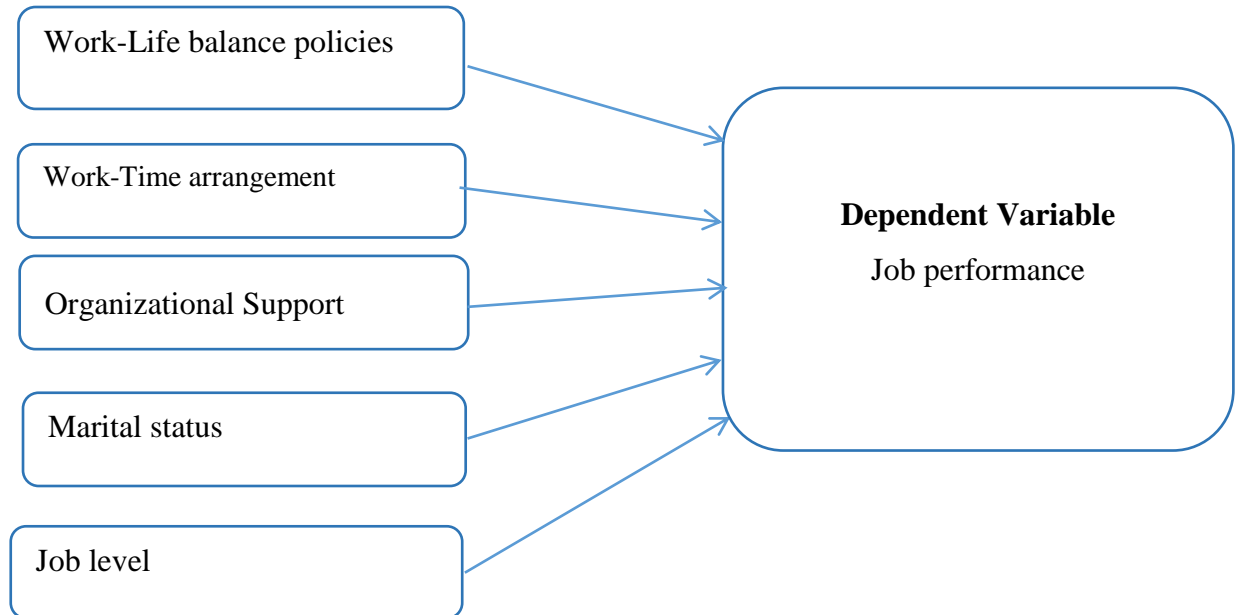 Work-Life balance policies
Work-Time arrangement
Organizational Support
Marital status
Job level
Dependent Variable
Job performance